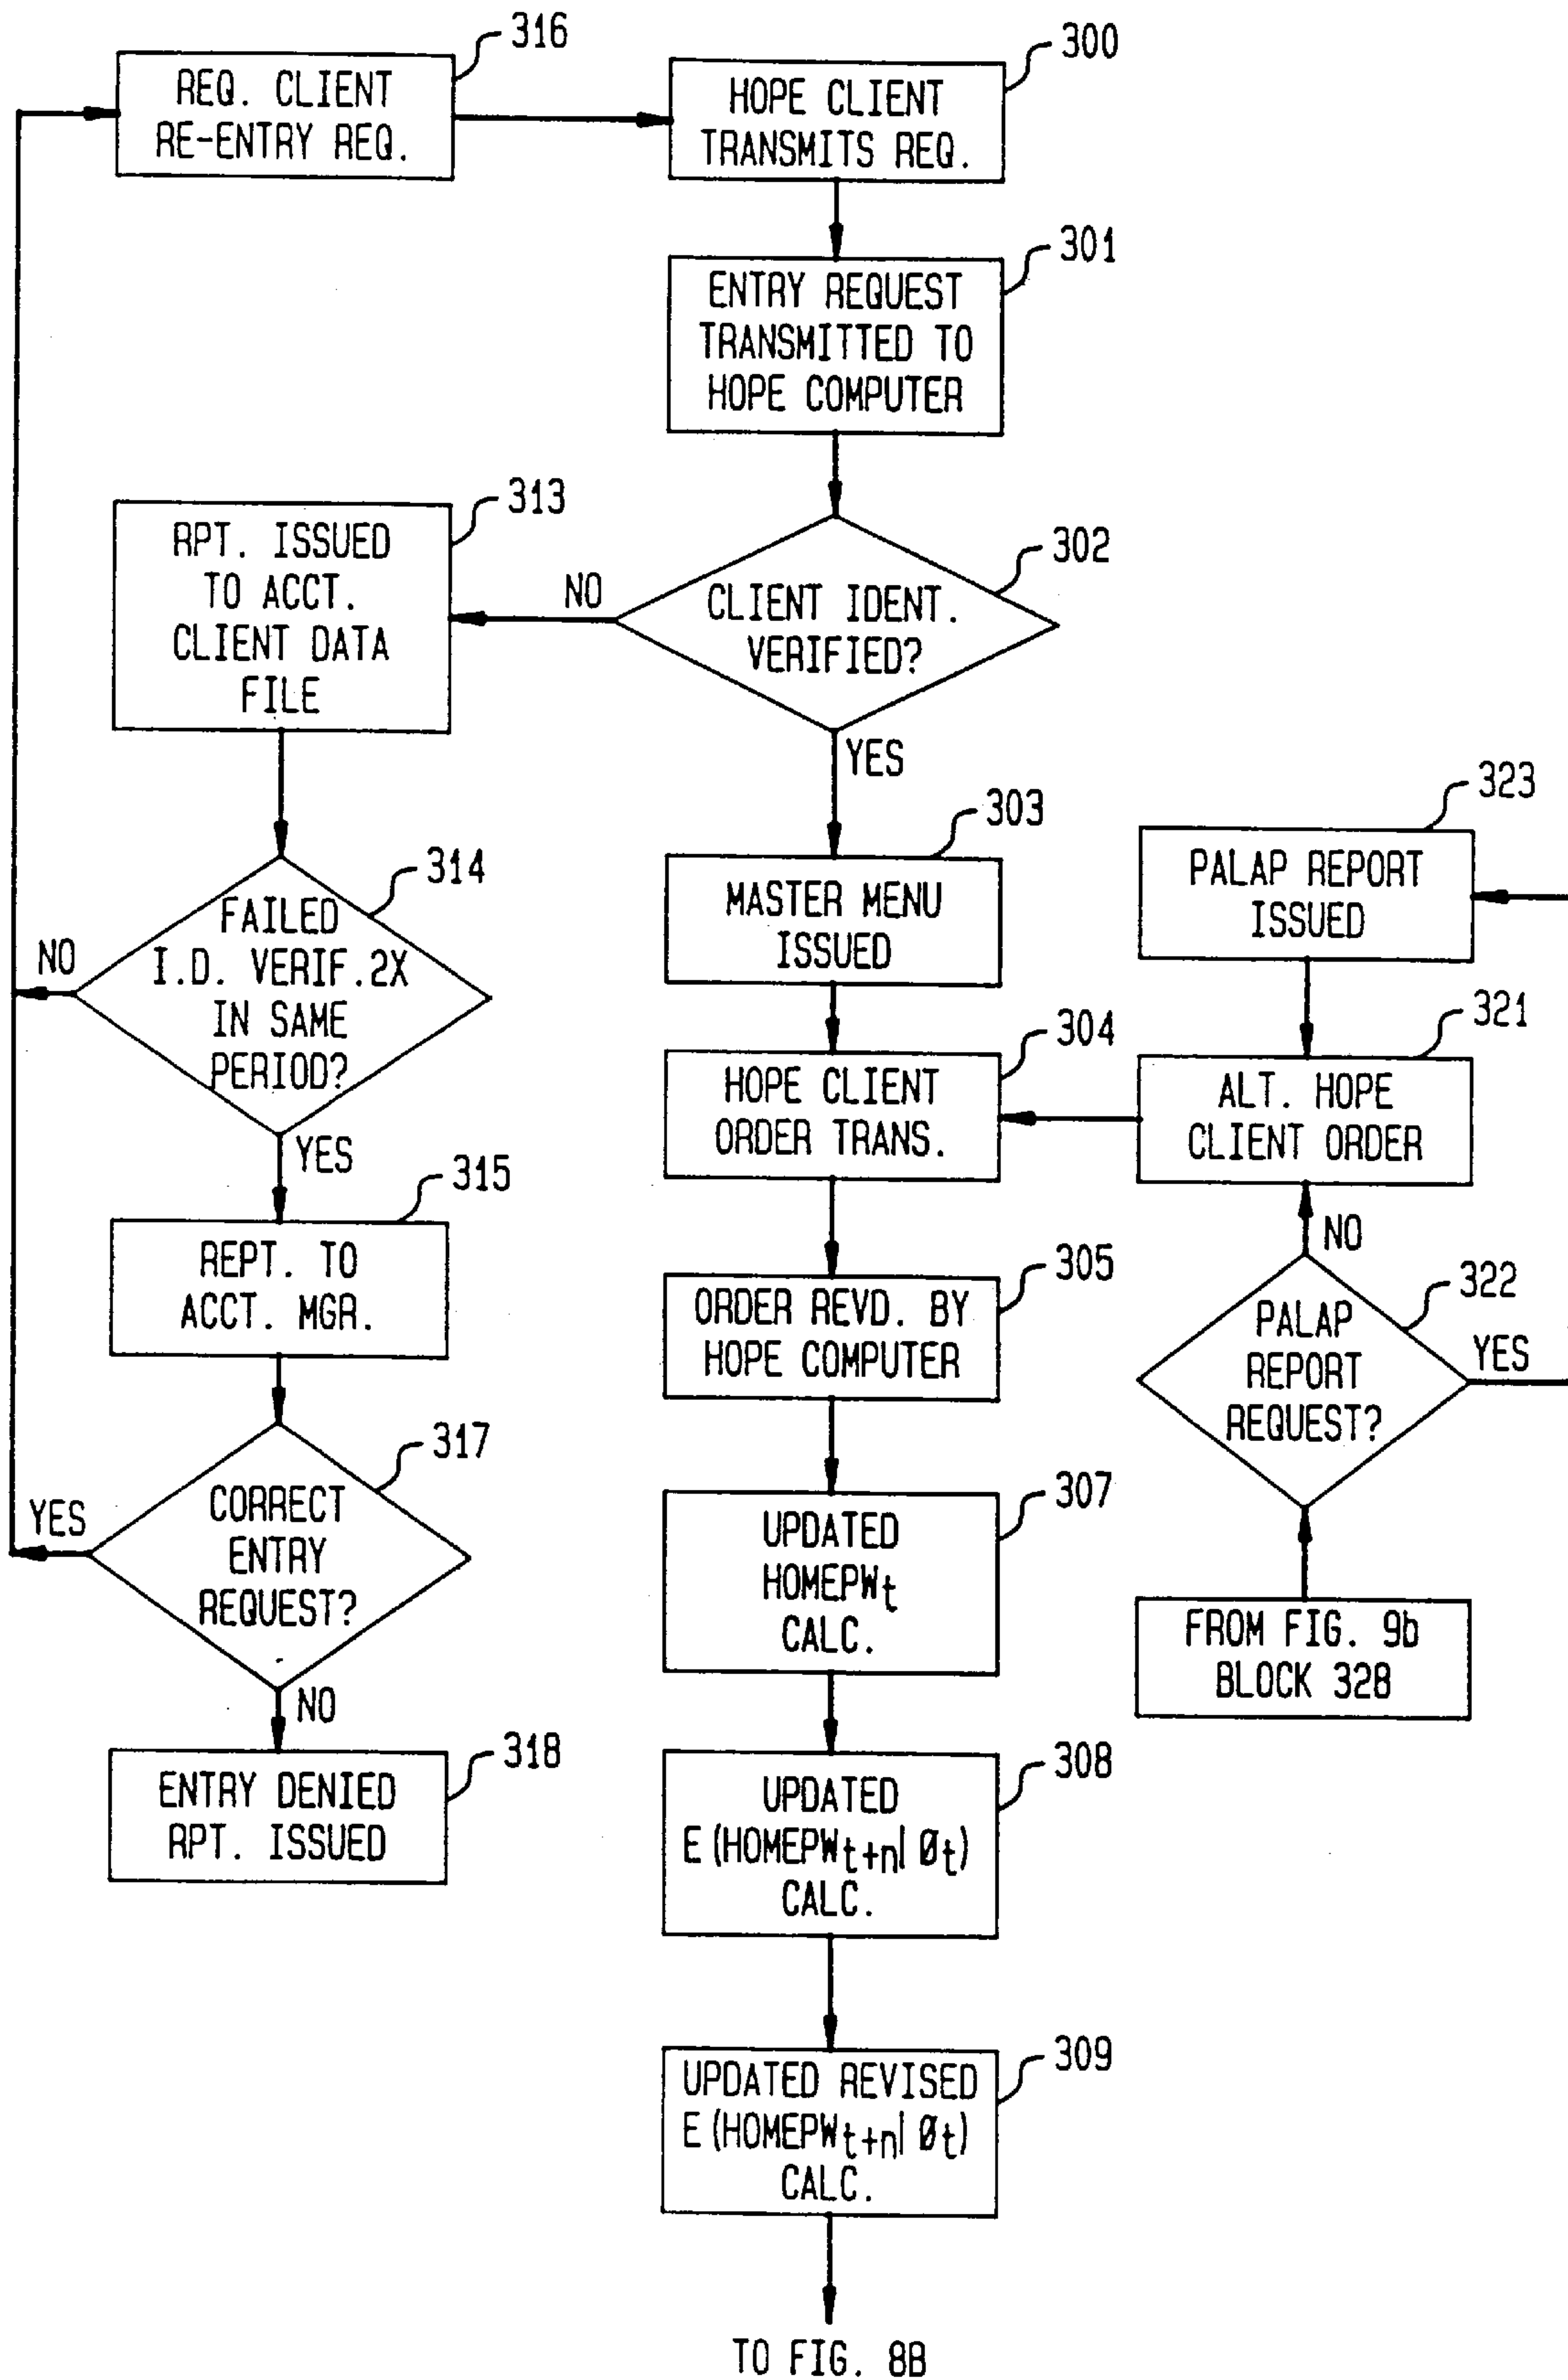 316
REQ. CLIENT
RE-ENTRY REQ.
300
HOPE CLIENT
TRANSMITS REQ.
301
ENTRY REQUEST
TRANSMITTED TO
HOPE COMPUTER
302
CLIENT IDENT.
VERIFIED?
NO
YES
313
RPT. ISSUED
TO ACCT.
CLIENT DATA
FILE
314
FAILED
I.D. VERIF.2X
IN SAME
PERIOD?
NO
YES
315
REPT. TO
ACCT. MGR.
317
CORRECT
ENTRY
REQUEST?
YES
NO
318
ENTRY DENIED
RPT. ISSUED
303
MASTER MENU
ISSUED
304
HOPE CLIENT
ORDER TRANS.
305
ORDER REVD. BY
HOPE COMPUTER
307
UPDATED
HOMEPWt
CALC.
308
UPDATED
E(HOMEPWt+n|Øt)
CALC.
309
UPDATED REVISED
E(HOMEPWt+n|Øt)
CALC.
TO FIG. 8B
323
PALAP REPORT
ISSUED
321
ALT. HOPE
CLIENT ORDER
NO
322
PALAP
REPORT
REQUEST?
YES
FROM FIG. 9b
BLOCK 328